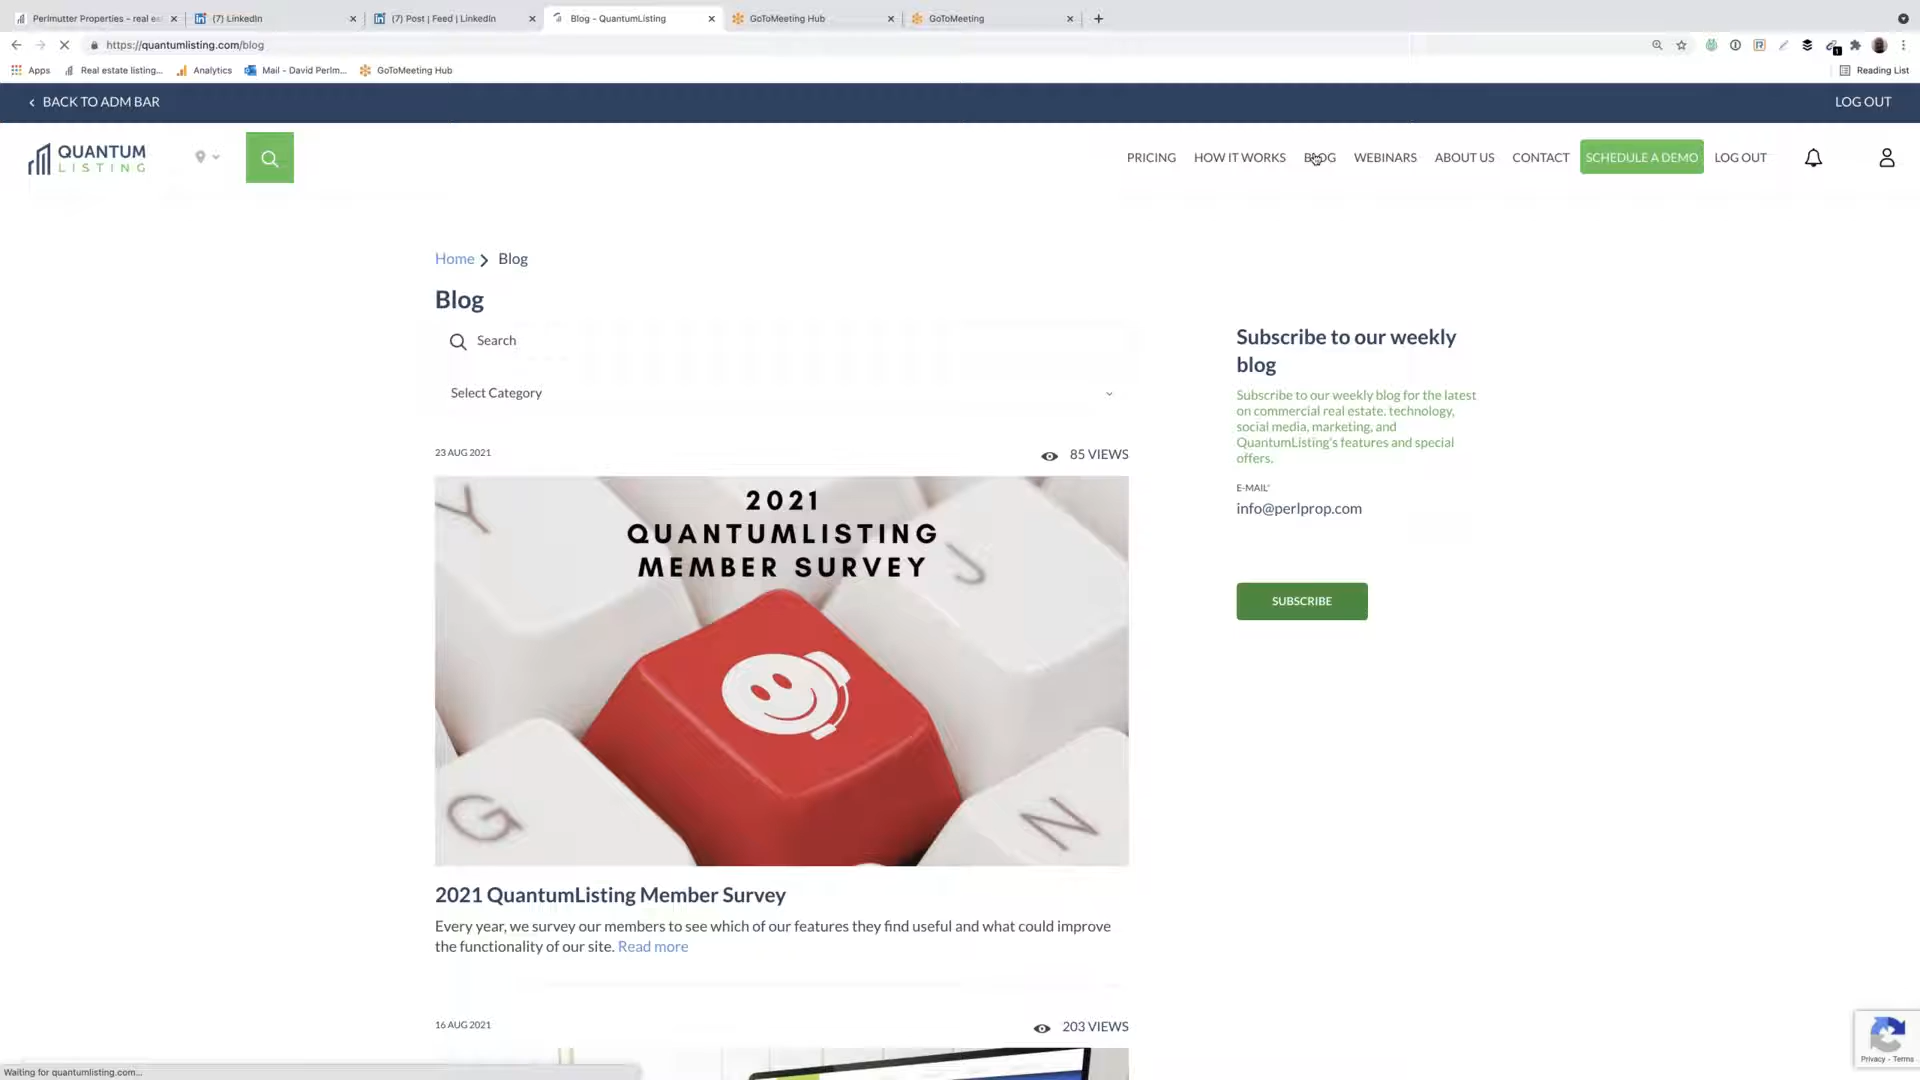 Perlmutter Properties - real es
(7) LinkedIn
(7) Post | Feed | LinkedIn
Blog - QuantumListing
GoToMeeting Hub
GoToMeeting
https://quantumlisting.com/blog
Apps
Real estate listing...
Analytics
Mail - David Perlm...
GoToMeeting Hub
Reading List
BACK TO ADM BAR
LOG OUT
QUANTUM
LISTING
PRICING
HOW IT WORKS
BLOG
WEBINARS
ABOUT US
CONTACT
SCHEDULE A DEMO
LOG OUT
Home
Blog
Blog
Search
Select Category
23 AUG 2021
85 VIEWS
2021
QUANTUMLISTING
MEMBER SURVEY
Y
J
G
N
2021 QuantumListing Member Survey
Every year, we survey our members to see which of our features they find useful and what could improve
the functionality of our site. Read more
16 AUG 2021
203 VIEWS
Subscribe to our weekly
blog
Subscribe to our weekly blog for the latest
on commercial real estate, technology,
social media, marketing, and
QuantumListing's features and special
offers.
E-MAIL*
info@perlprop.com
SUBSCRIBE
Privacy - Terms
Waiting for quantumlisting.com...